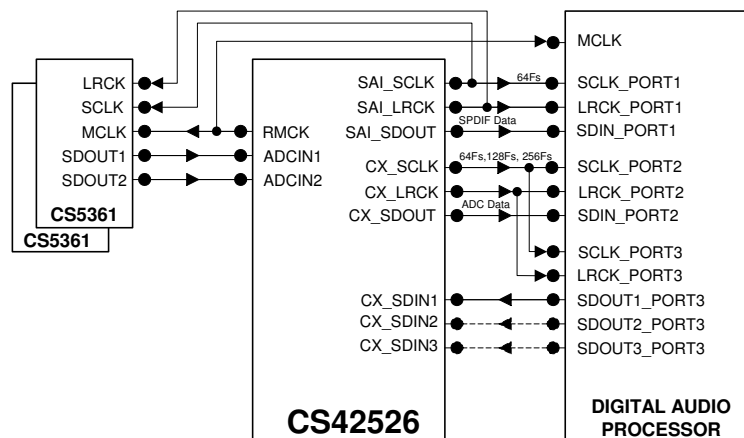 LRCK
SCLK
MCLK
SDOUT1
SDOUT2
CS5361
CS5361
RMCK
ADCIN1
ADCIN2
SAI_SCLK
SAI_LRCK
SAI_SDOUT
CX_SCLK
CX_LRCK
CX_SDOUT
CX_SDIN1
CX_SDIN2
CX_SDIN3
CS42526
64Fs
SPDIF Data
64Fs,128Fs, 256Fs
ADC Data
MCLK
SCLK_PORT1
LRCK_PORT1
SDIN_PORT1
SCLK_PORT2
LRCK_PORT2
SDIN_PORT2
SCLK_PORT3
LRCK_PORT3
SDOUT1_PORT3
SDOUT2_PORT3
SDOUT3_PORT3
DIGITAL AUDIO
PROCESSOR